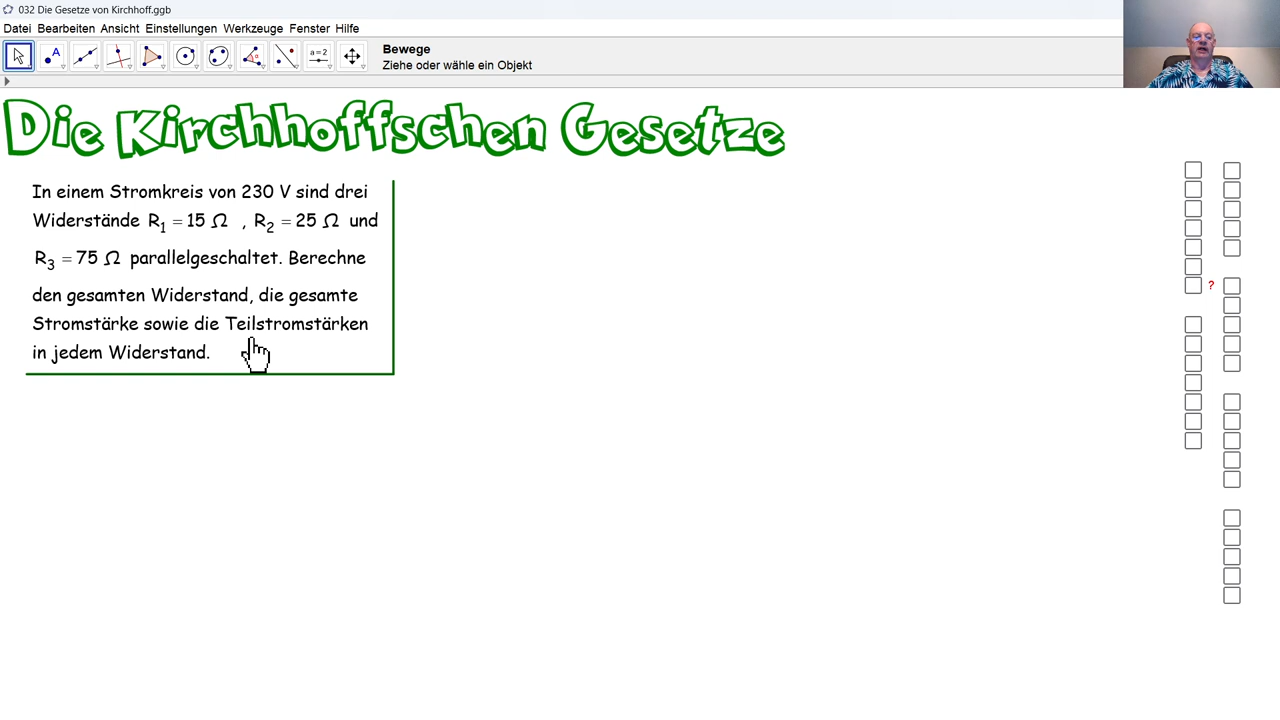 032 Die Gesetze von Kirchhoff.ggb
Datei Bearbeiten Ansicht Einstellungen Werkzeuge Fenster Hilfe
A
a=2
Bewege
Ziehe oder wähle ein Objekt
Die Kirchhoffschen Gesetze
In einem Stromkreis von 230 V sind drei
Widerstände R₁ = 15 Ω , R₂ = 25 Ω und
R₃ = 75 Ω parallelgeschaltet. Berechne
den gesamten Widerstand, die gesamte
Stromstärke sowie die Teilstromstärken
in jedem Widerstand.
?